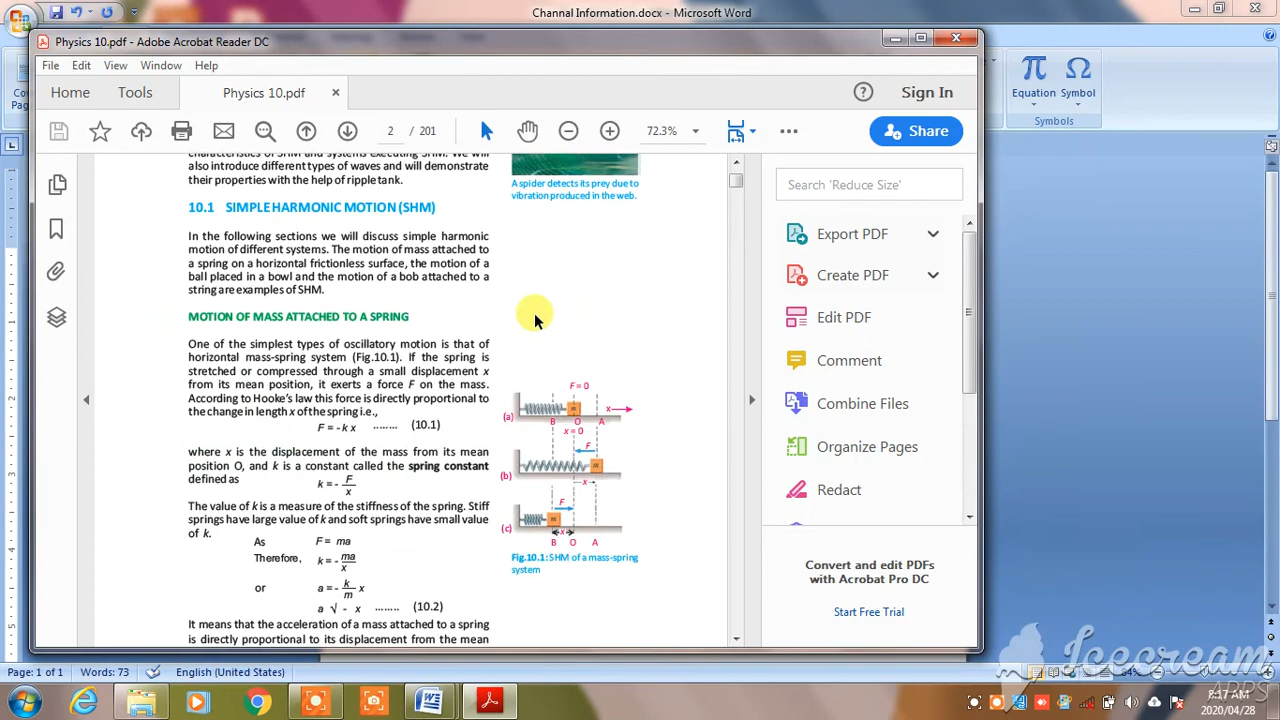 Channal Information.docx - Microsoft Word
Physics 10.pdf - Adobe Acrobat Reader DC
File Edit View Window Help
Home Tools Physics 10.pdf × ? Sign In
2 / 201 72.3% Share
Equation Symbol
Symbols
also introduce different types of waves and will demonstrate
their properties with the help of ripple tank.
A spider detects its prey due to
vibration produced in the web.
10.1 SIMPLE HARMONIC MOTION (SHM)
In the following sections we will discuss simple harmonic
motion of different systems. The motion of mass attached to
a spring on a horizontal frictionless surface, the motion of a
ball placed in a bowl and the motion of a bob attached to a
string are examples of SHM.
MOTION OF MASS ATTACHED TO A SPRING
One of the simplest types of oscillatory motion is that of
horizontal mass-spring system (Fig.10.1). If the spring is
stretched or compressed through a small displacement x
from its mean position, it exerts a force F on the mass.
According to Hooke's law this force is directly proportional to
the change in length x of the spring i.e.,
F = - k x ........ (10.1)
where x is the displacement of the mass from its mean
position O, and k is a constant called the spring constant
defined as
k = - F/x
The value of k is a measure of the stiffness of the spring. Stiff
springs have large value of k and soft springs have small value
of k.
As F = ma
Therefore, k = - ma/x
or a = - k/m x
a √ - x ........ (10.2)
It means that the acceleration of a mass attached to a spring
is directly proportional to its displacement from the mean
F = 0
x
(a) m
B O A
x = 0
F
(b) m
x
F
(c) m
x
B O A
Fig.10.1: SHM of a mass-spring
system
Search 'Reduce Size'
Export PDF
Create PDF
Edit PDF
Comment
Combine Files
Organize Pages
Redact
Convert and edit PDFs
with Acrobat Pro DC
Start Free Trial
Page: 1 of 1 Words: 73 English (United States)
Icecream
APPS
8:17 AM
2020/04/28